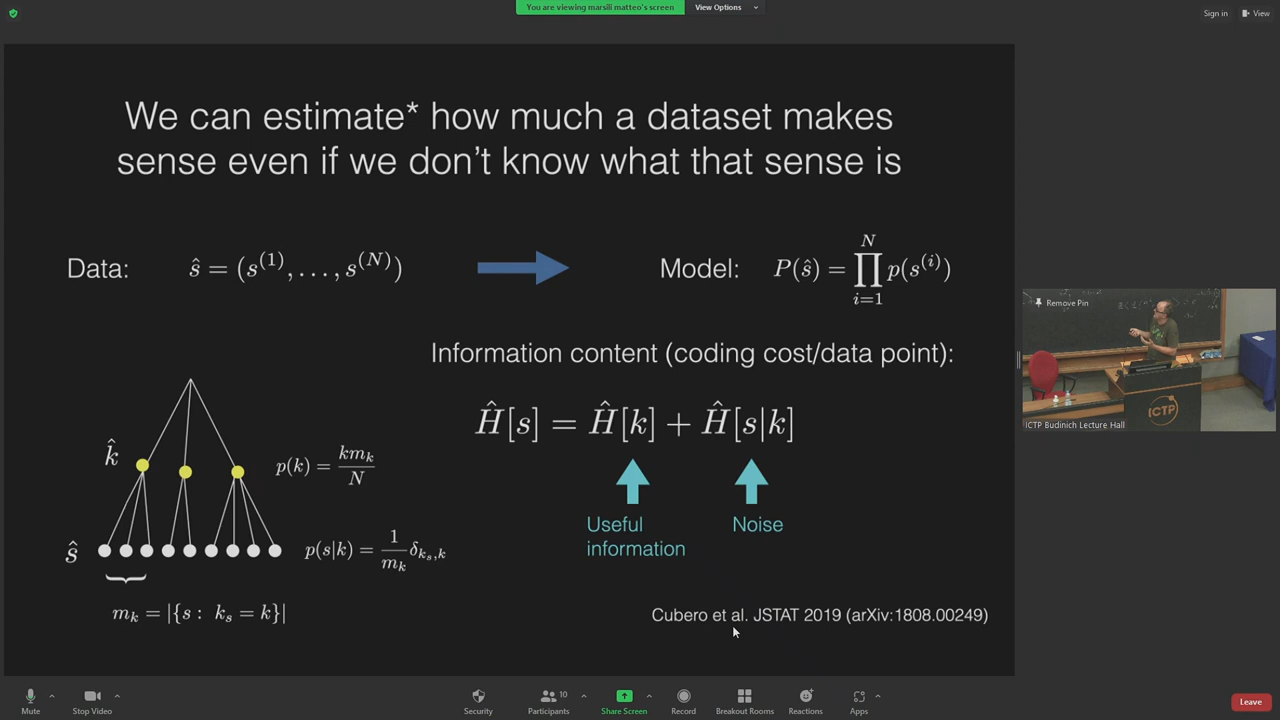 You are viewing marsili matteo's screen
View Options
Sign in
View
We can estimate* how much a dataset makes
sense even if we don't know what that sense is
Data: ŝ = (s^(1), . . . , s^(N))
Model: P(ŝ) = ∏_{i=1}^{N} p(s^(i))
Remove Pin
Information content (coding cost/data point):
Ĥ[s] = Ĥ[k] + Ĥ[s|k]
k̂
p(k) = km_k / N
Useful
information
Noise
ŝ
p(s|k) = 1/m_k δ_{k_s,k}
m_k = |{s : k_s = k}|
Cubero et al. JSTAT 2019 (arXiv:1808.00249)
ICTP
ICTP Budinich Lecture Hall
Mute
Stop Video
Security
Participants
10
Share Screen
Record
Breakout Rooms
Reactions
Apps
Leave